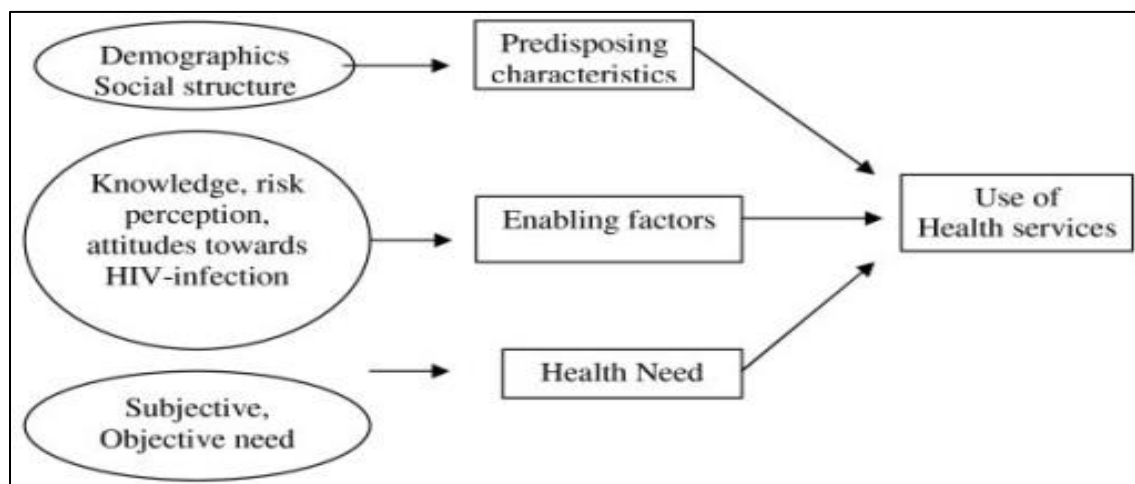 Demographics
Social structure
Predisposing
characteristics
Knowledge, risk
perception,
attitudes towards
HIV-infection
Enabling factors
Use of
Health services
Subjective,
Objective need
Health Need